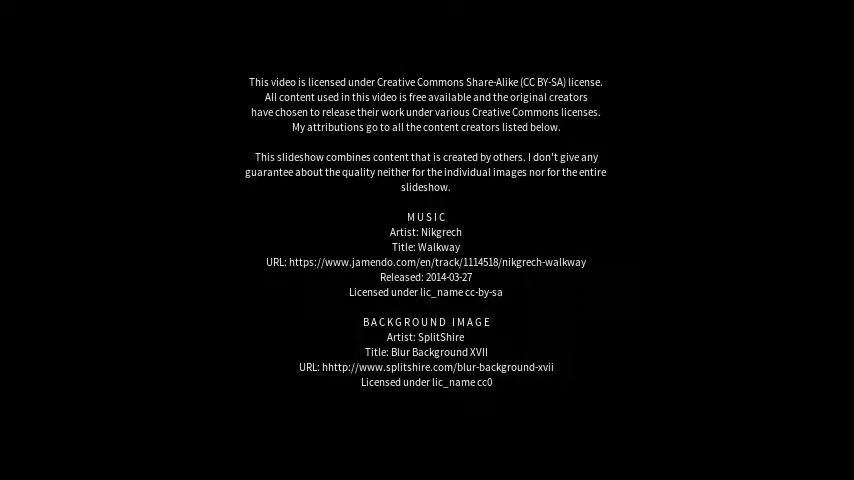 This video is licensed under Creative Commons Share-Alike (CC BY-SA) license.
All content used in this video is free available and the original creators
have chosen to release their work under various Creative Commons licenses.
My attributions go to all the content creators listed below.
This slideshow combines content that is created by others. I don't give any
guarantee about the quality neither for the individual images nor for the entire
slideshow.
MUSIC
Artist: Nikgrech
Title: Walkway
URL: https://www.jamendo.com/en/track/1114518/nikgrech-walkway
Released: 2014-03-27
Licensed under lic_name cc-by-sa
BACKGROUND IMAGE
Artist: SplitShire
Title: Blur Background XVII
URL: hhttp://www.splitshire.com/blur-background-xvii
Licensed under lic_name cc0